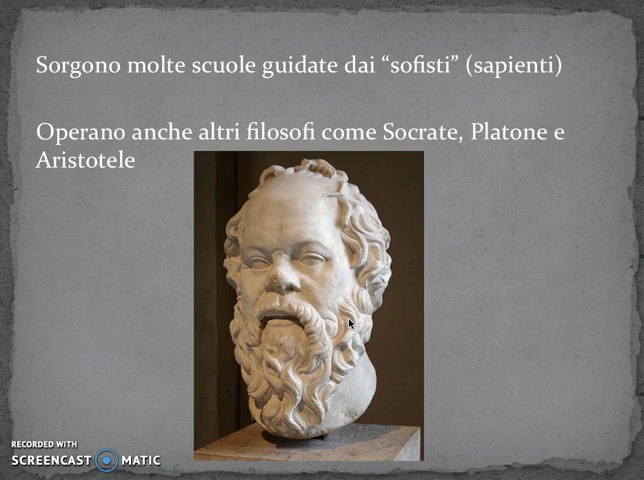 Sorgono molte scuole guidate dai “sofisti” (sapienti)
Operano anche altri filosofi come Socrate, Platone e
Aristotele
RECORDED WITH
SCREENCAST MATIC